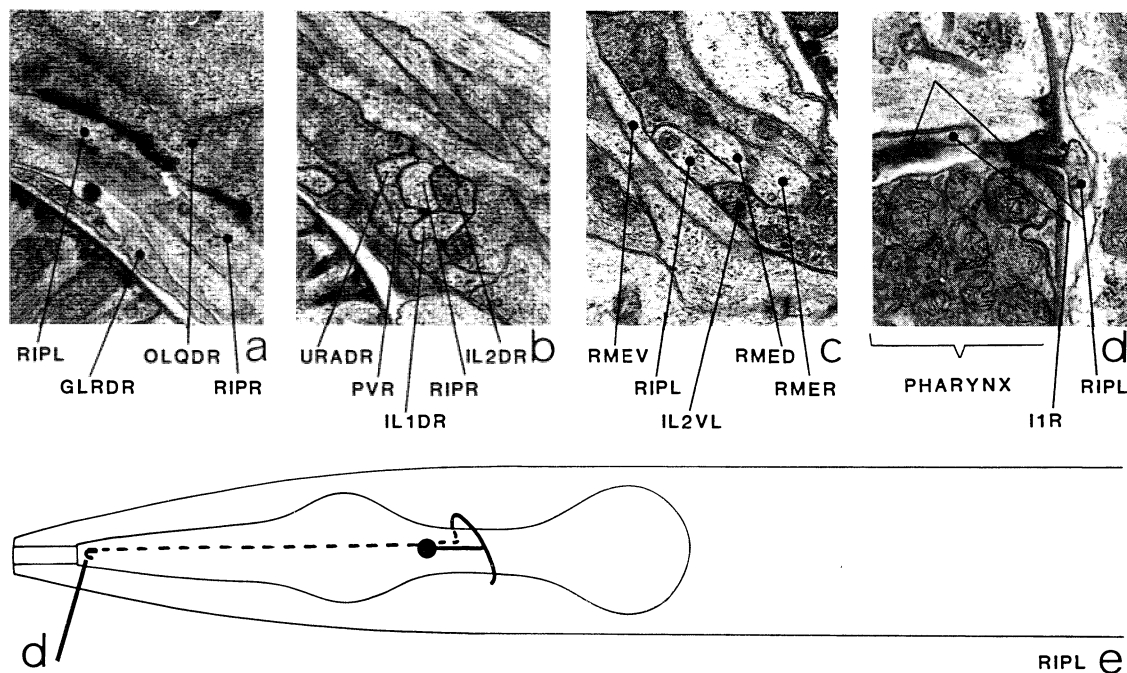 RIPL OLQDR a
GLRDR RIPR
URADR IL2DR b
PVR RIPR
IL1DR
RMEV RMED c
RIPL RMER
IL2VL
d
PHARYNX RIPL
I1R
d
RIPL e